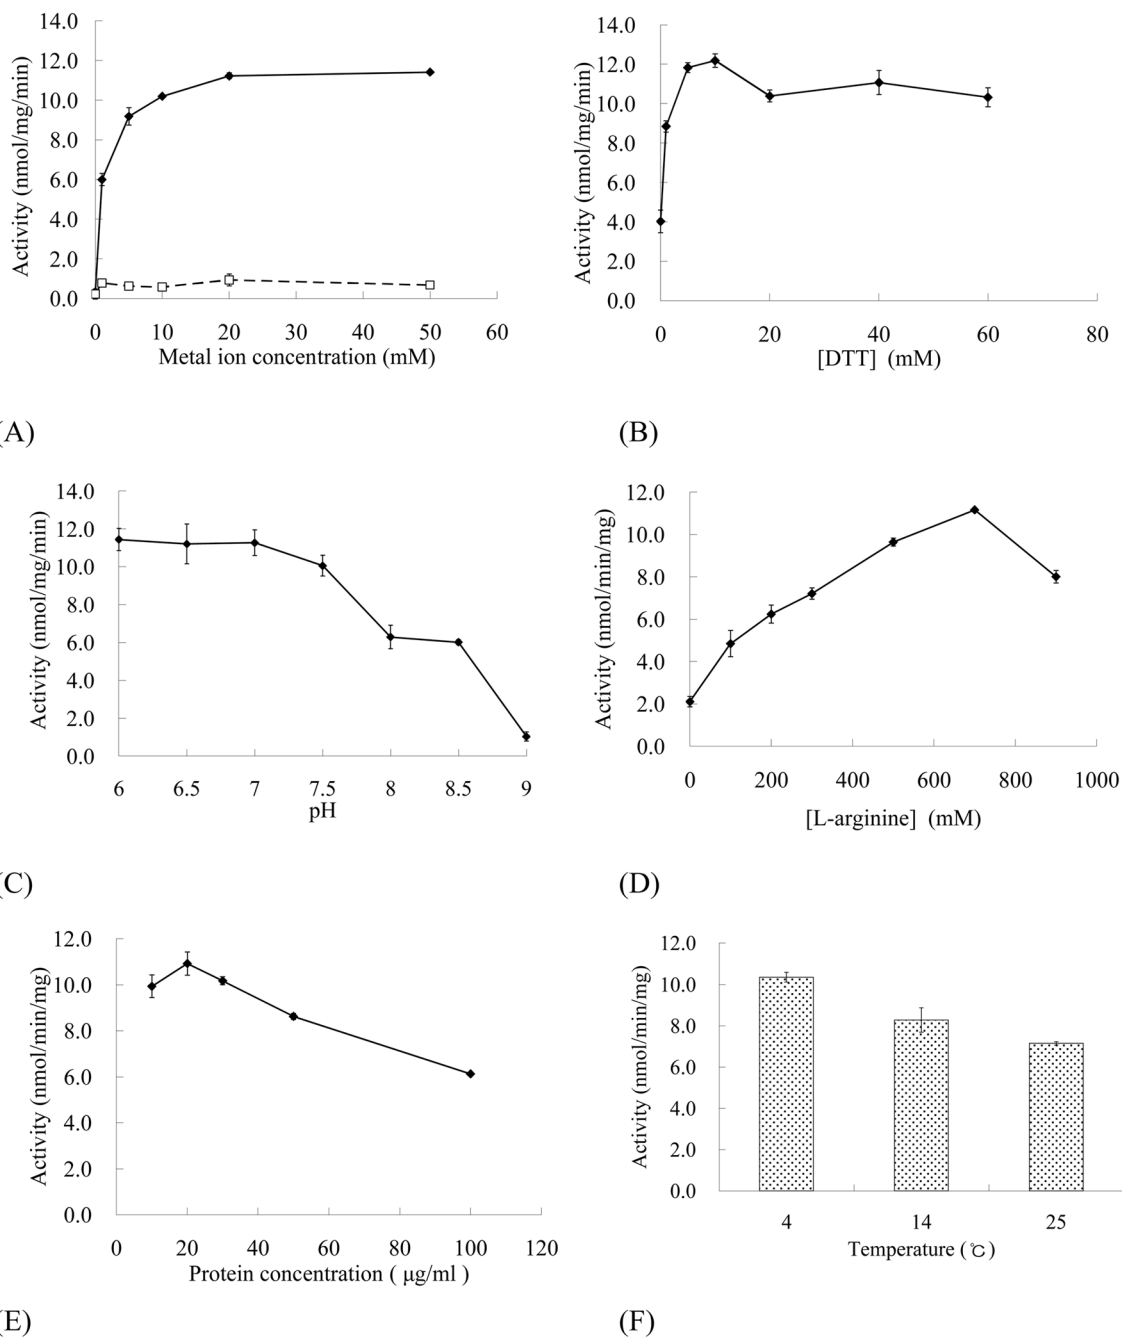 14.0
12.0
10.0
8.0
6.0
4.0
2.0
0.0
Activity (nmol/mg/min)
0 10 20 30 40 50 60
Metal ion concentration (mM)
(A)
14.0
12.0
10.0
8.0
6.0
4.0
2.0
0.0
Activity (nmol/mg/min)
0 20 40 60 80
[DTT] (mM)
(B)
14.0
12.0
10.0
8.0
6.0
4.0
2.0
0.0
Activity (nmol/mg/min)
6 6.5 7 7.5 8 8.5 9
pH
(C)
12.0
10.0
8.0
6.0
4.0
2.0
0.0
Activity (nmol/min/mg)
0 200 400 600 800 1000
[L-arginine] (mM)
(D)
12.0
10.0
8.0
6.0
4.0
2.0
0.0
Activity (nmol/min/mg)
0 20 40 60 80 100 120
Protein concentration ( μg/ml )
(E)
12.0
10.0
8.0
6.0
4.0
2.0
0.0
Activity (nmol/min/mg)
4 14 25
Temperature ( ℃)
(F)